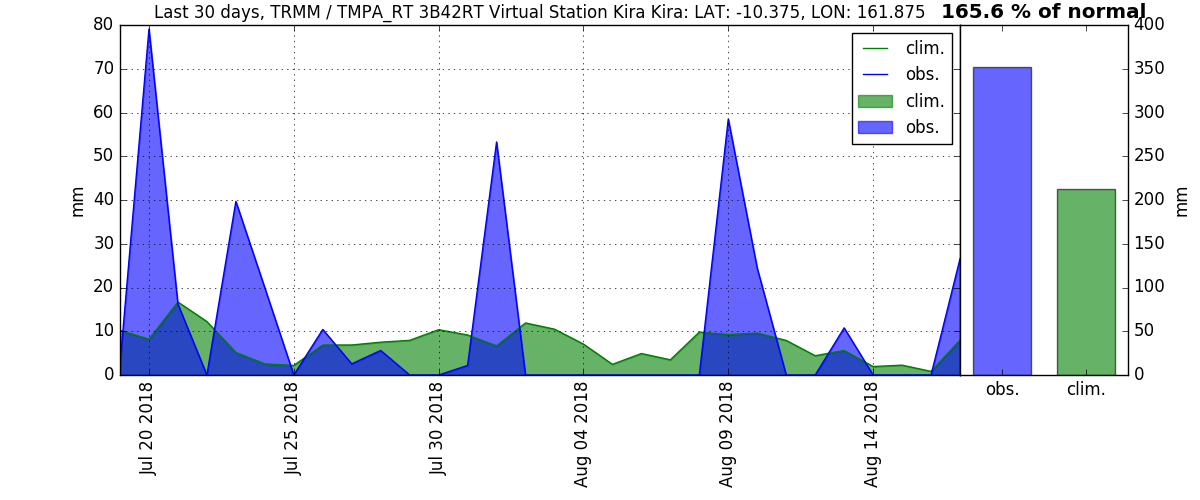 Last 30 days, TRMM / TMPA_RT 3B42RT Virtual Station Kira Kira: LAT: -10.375, LON: 161.875 165.6 % of normal
80
70
60
50
40
30
20
10
0
mm
clim.
obs.
clim.
obs.
Jul 20 2018
Jul 25 2018
Jul 30 2018
Aug 04 2018
Aug 09 2018
Aug 14 2018
400
350
300
250
200
150
100
50
0
mm
obs. clim.